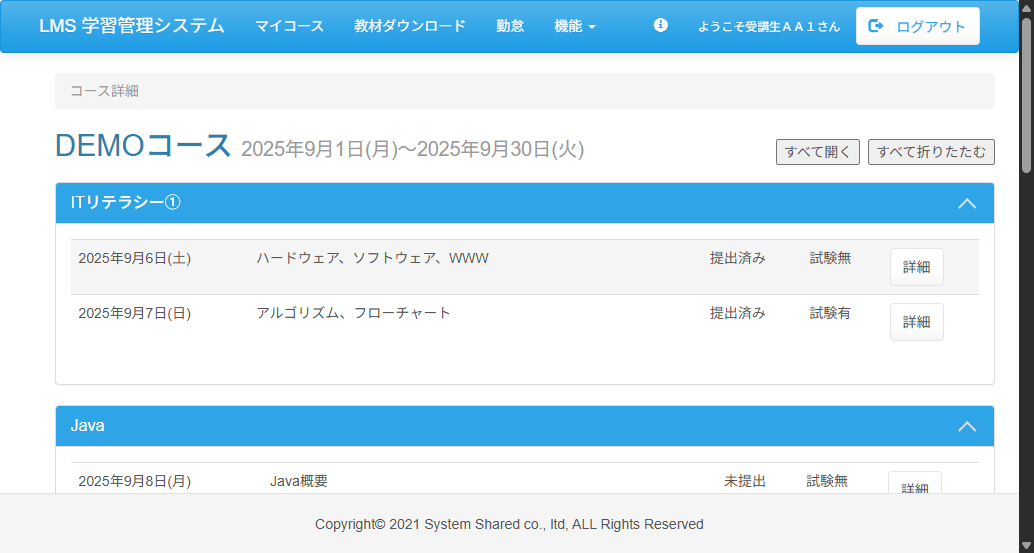 LMS 学習管理システム マイコース 教材ダウンロード 勤怠 機能 ようこそ受講生ＡＡ１さん ログアウト
コース詳細
DEMOコース 2025年9月1日(月)～2025年9月30日(火) すべて開く すべて折りたたむ
ITリテラシー①
2025年9月6日(土) ハードウェア、ソフトウェア、WWW 提出済み 試験無 詳細
2025年9月7日(日) アルゴリズム、フローチャート 提出済み 試験有 詳細
Java
2025年9月8日(月) Java概要 未提出 試験無 詳細
Copyright© 2021 System Shared co., ltd, ALL Rights Reserved